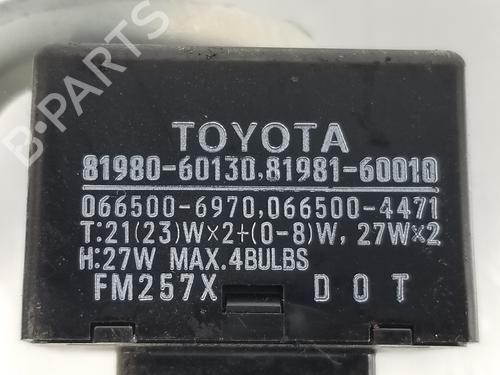 TOYOTA
81980-60130,81981-60010
066500-6970,066500-4471
T:21(23)W×2+(0-8)W, 27W×2
H:27W MAX.4BULBS
FM257X DOT
B-PARTS